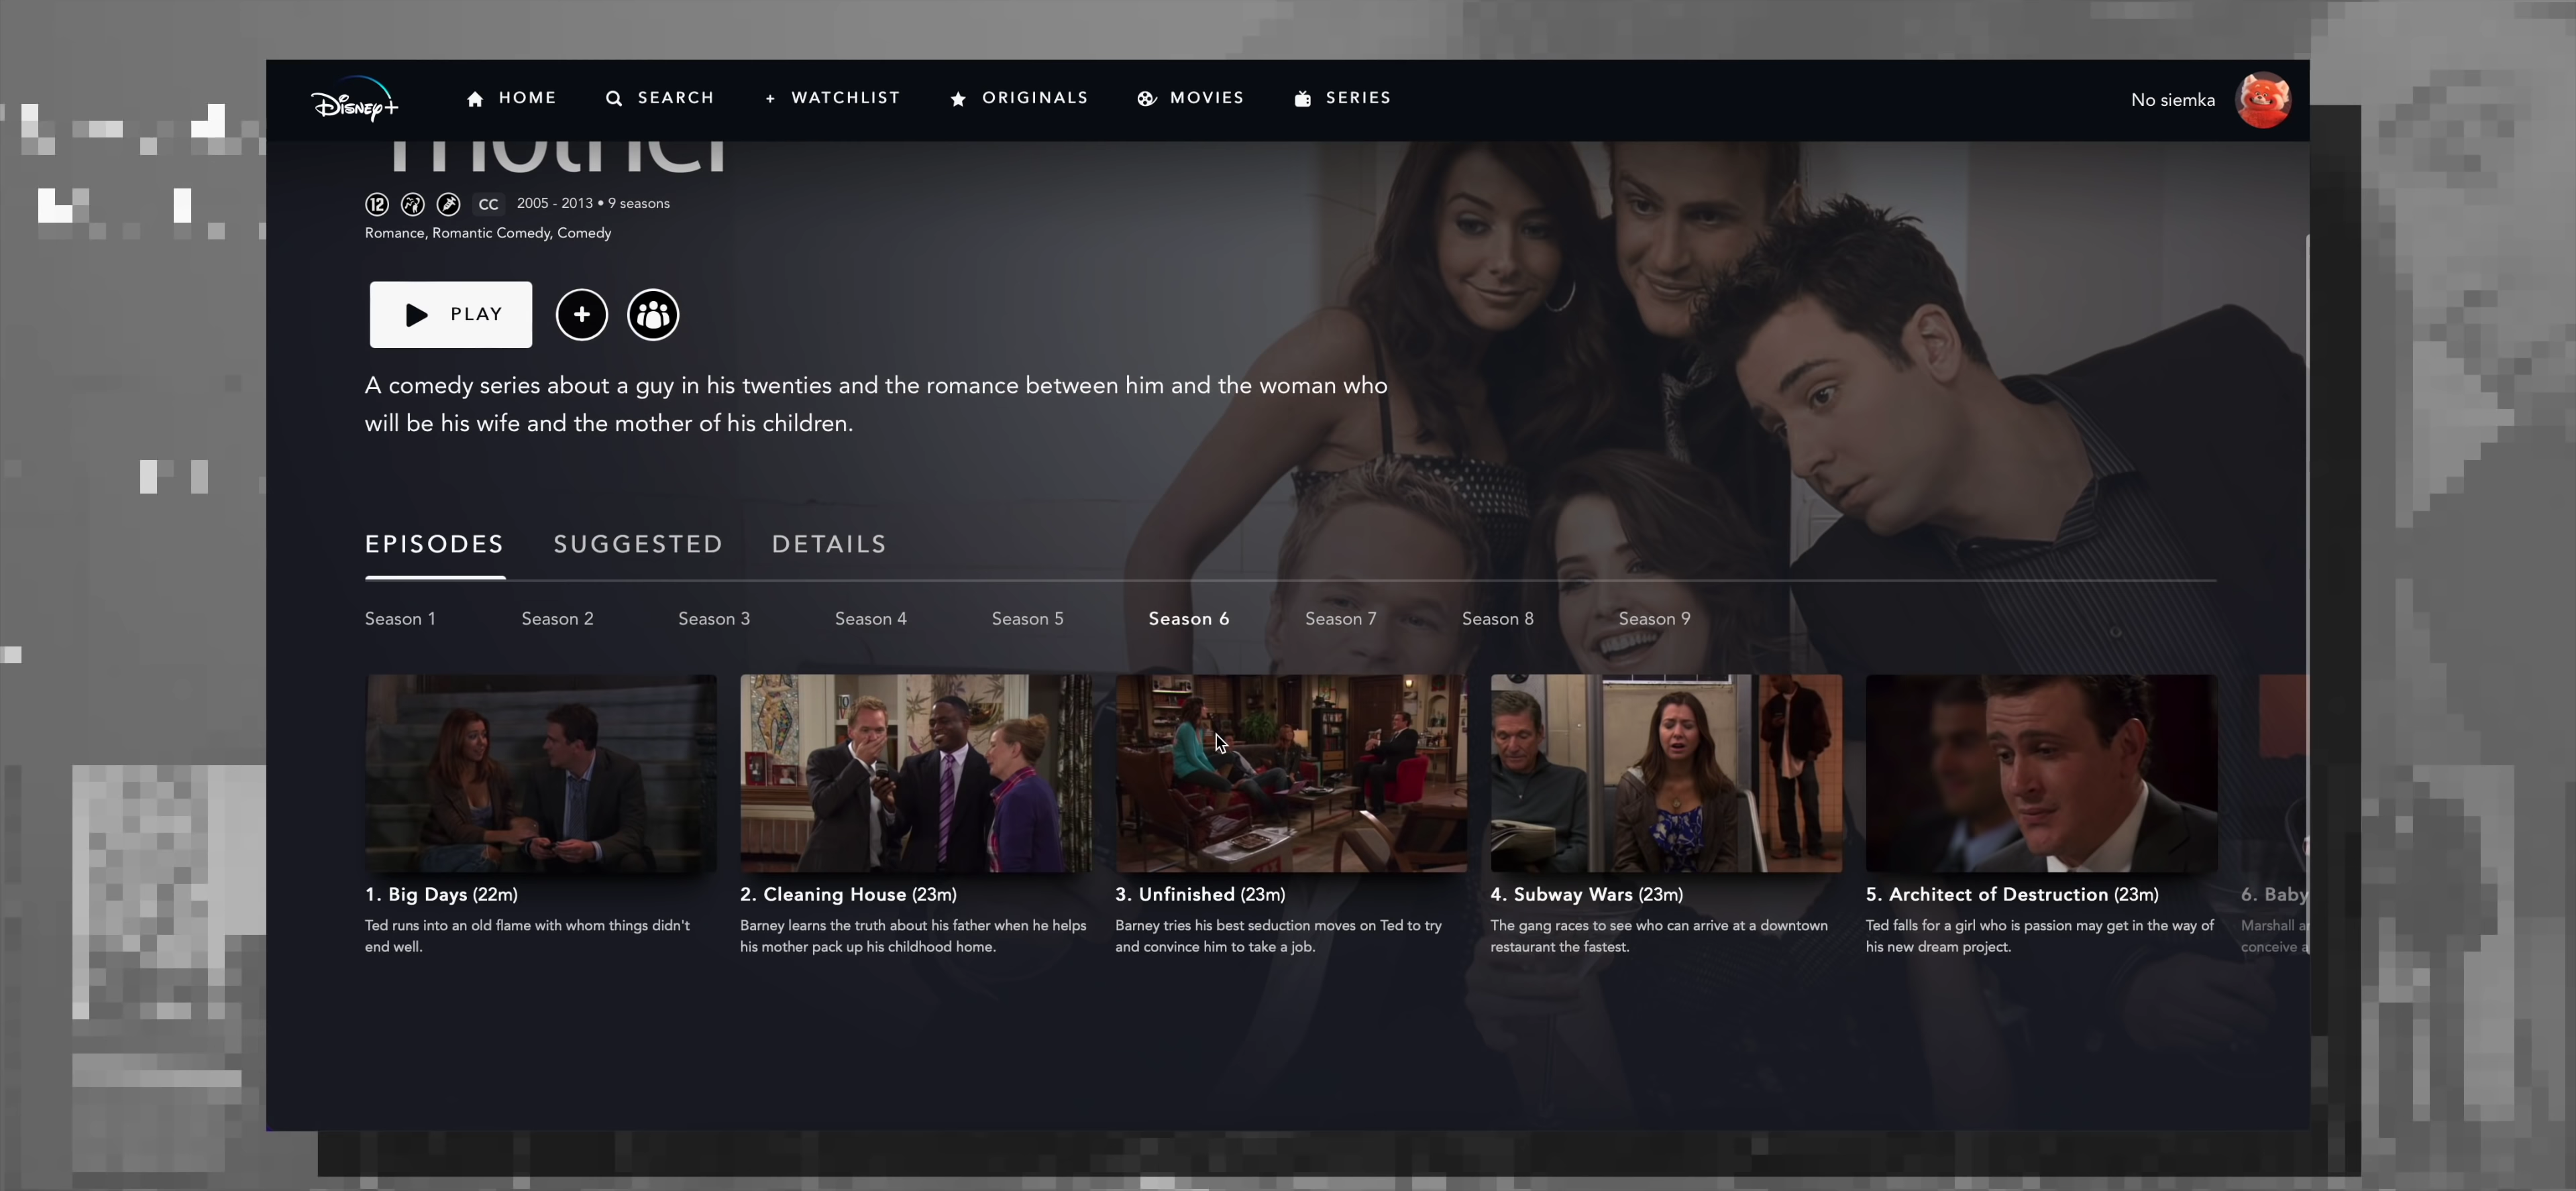 Disney+ HOME SEARCH + WATCHLIST ORIGINALS MOVIES SERIES No siemka
mother
12 CC 2005 - 2013 • 9 seasons
Romance, Romantic Comedy, Comedy
PLAY +
A comedy series about a guy in his twenties and the romance between him and the woman who
will be his wife and the mother of his children.
EPISODES SUGGESTED DETAILS
Season 1 Season 2 Season 3 Season 4 Season 5 Season 6 Season 7 Season 8 Season 9
1. Big Days (22m)
Ted runs into an old flame with whom things didn't
end well.
2. Cleaning House (23m)
Barney learns the truth about his father when he helps
his mother pack up his childhood home.
3. Unfinished (23m)
Barney tries his best seduction moves on Ted to try
and convince him to take a job.
4. Subway Wars (23m)
The gang races to see who can arrive at a downtown
restaurant the fastest.
5. Architect of Destruction (23m)
Ted falls for a girl who is passion may get in the way of
his new dream project.
6. Baby
Marshall
conceive